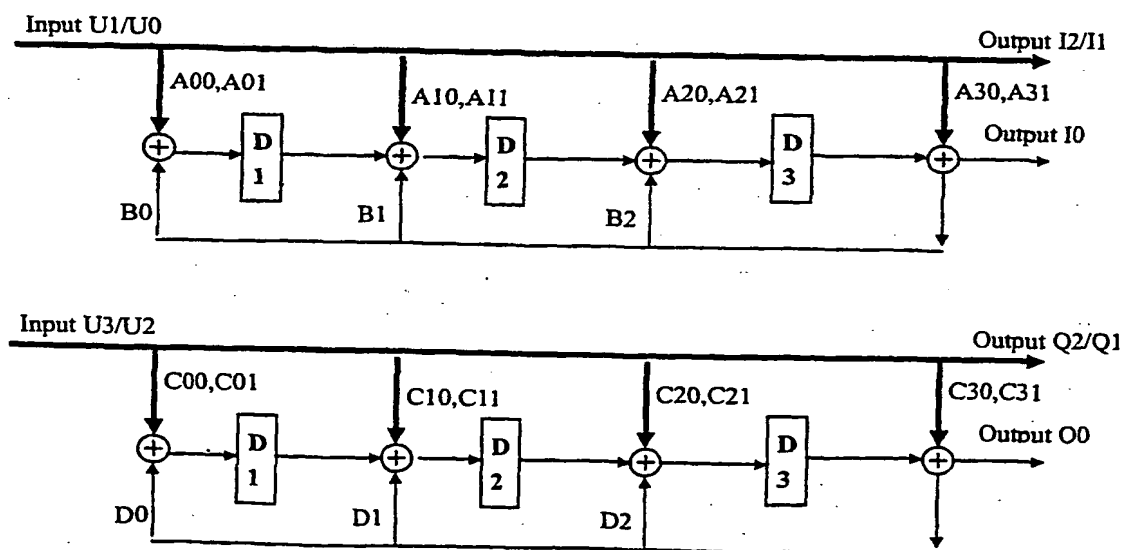 Input U1/U0
Output I2/I1
A00,A01
A10,A11
A20,A21
A30,A31
Output I0
D
1
D
2
D
3
B0
B1
B2
Input U3/U2
Output Q2/Q1
C00,C01
C10,C11
C20,C21
C30,C31
Output O0
D
1
D
2
D
3
D0
D1
D2